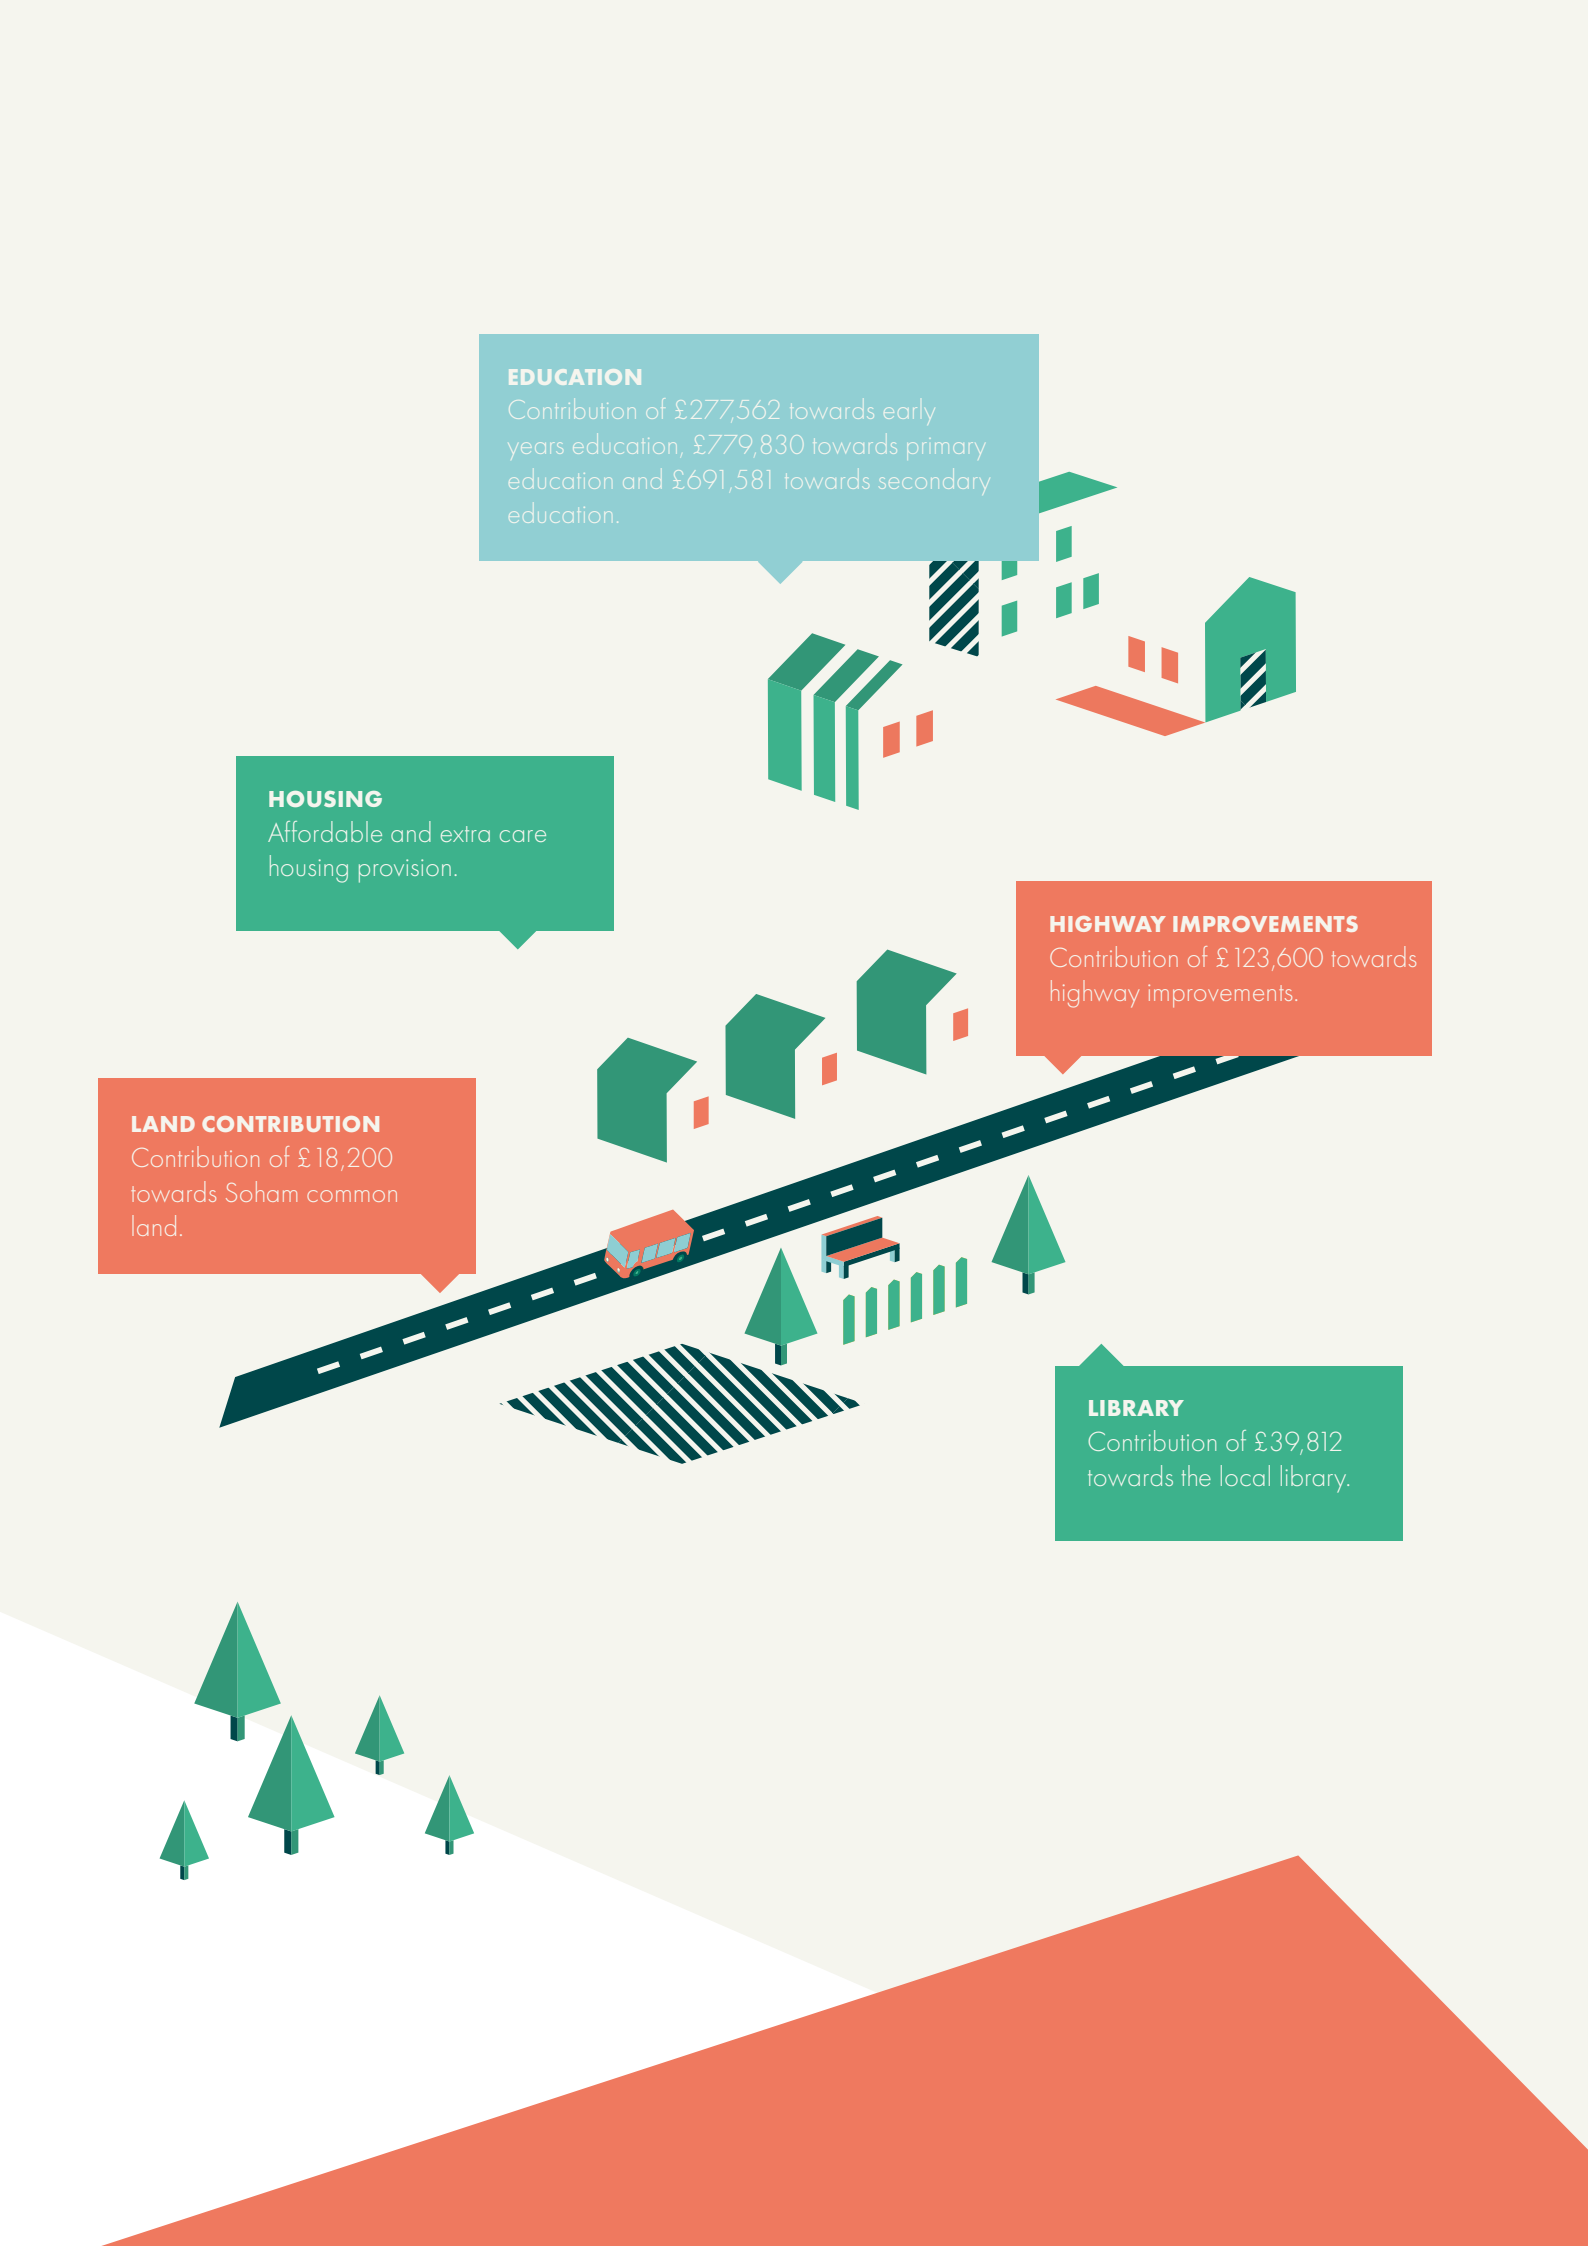 EDUCATION
Contribution of £277,562 towards early
years education, £779,830 towards primary
education and £691,581 towards secondary
education.
HOUSING
Affordable and extra care
housing provision.
HIGHWAY IMPROVEMENTS
Contribution of £123,600 towards
highway improvements.
LAND CONTRIBUTION
Contribution of £18,200
towards Soham common
land.
LIBRARY
Contribution of £39,812
towards the local library.